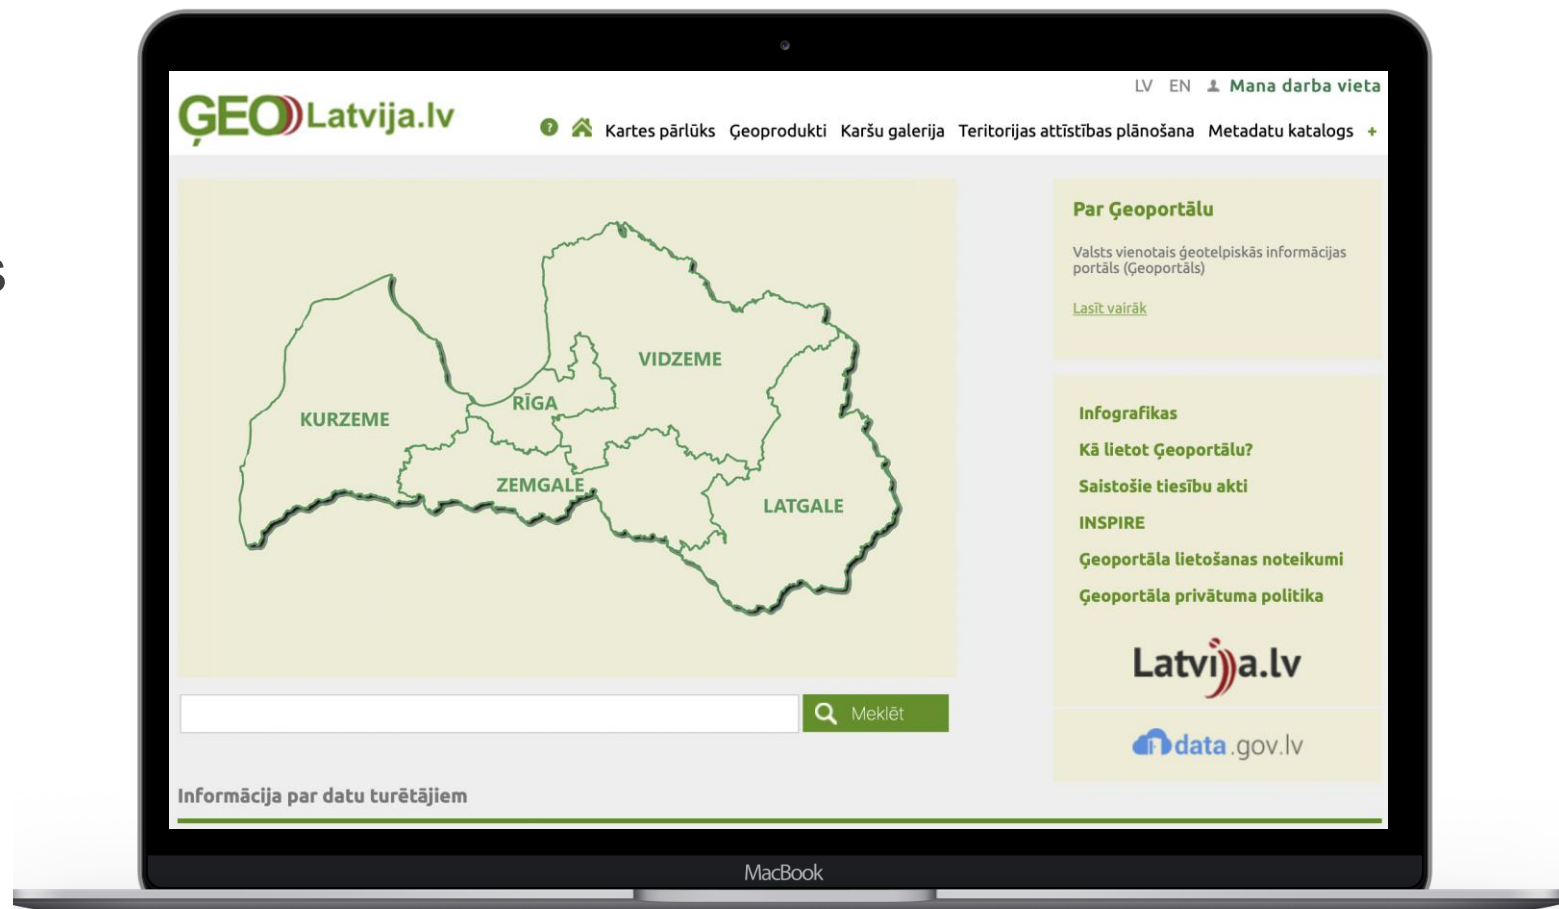 s
LV EN Mana darba vieta
ĢEO Latvija.lv
? Kartes pārlūks Ģeoprodukti Karšu galerija Teritorijas attīstības plānošana Metadatu katalogs +
VIDZEME
RĪGA
KURZEME
ZEMGALE
LATGALE
Meklēt
Informācija par datu turētājiem
Par Ģeoportālu
Valsts vienotais ģeotelpiskās informācijas
portāls (Ģeoportāls)
Lasīt vairāk
Infografikas
Kā lietot Ģeoportālu?
Saistošie tiesību akti
INSPIRE
Ģeoportāla lietošanas noteikumi
Ģeoportāla privātuma politika
Latvija.lv
data.gov.lv
MacBook